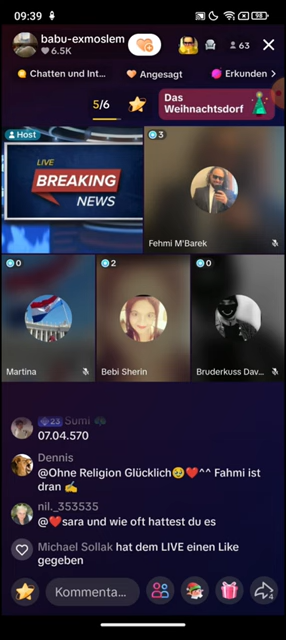 09:39
98
babu-exmoslem
6.5K
63
Chatten und Int...
Angesagt
Erkunden
5/6
Das
Weihnachtsdorf
Host
LIVE
BREAKING
NEWS
3
Fehmi M'Barek
0
Martina
2
Bebi Sherin
0
Bruderkuss Dav...
23 Sumi
07.04.570
Dennis
@Ohne Religion Glücklich🥹❤️^^ Fahmi ist
dran ✍️
nil._353535
@❤️sara und wie oft hattest du es
Michael Sollak hat dem LIVE einen Like
gegeben
Kommenta...
4